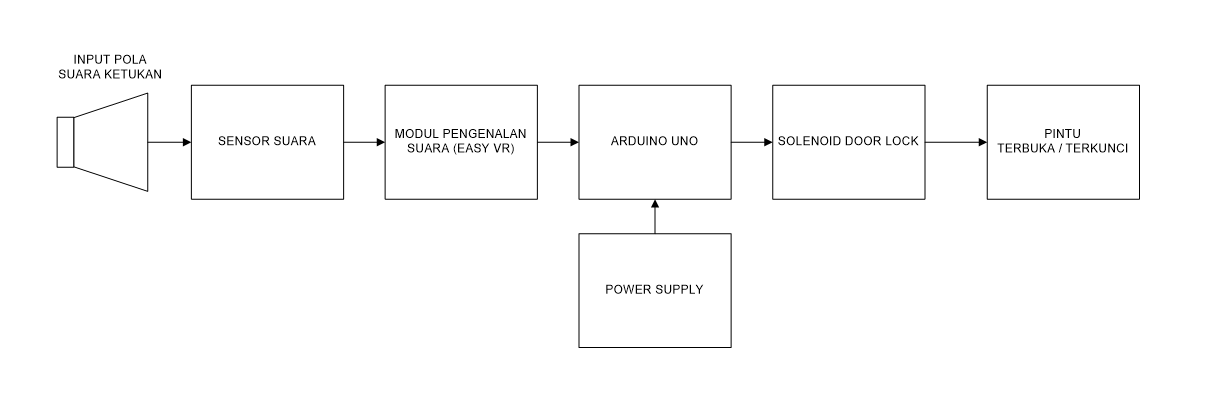 INPUT POLA
SUARA KETUKAN
SENSOR SUARA
MODUL PENGENALAN
SUARA (EASY VR)
ARDUINO UNO
SOLENOID DOOR LOCK
PINTU
TERBUKA / TERKUNCI
POWER SUPPLY